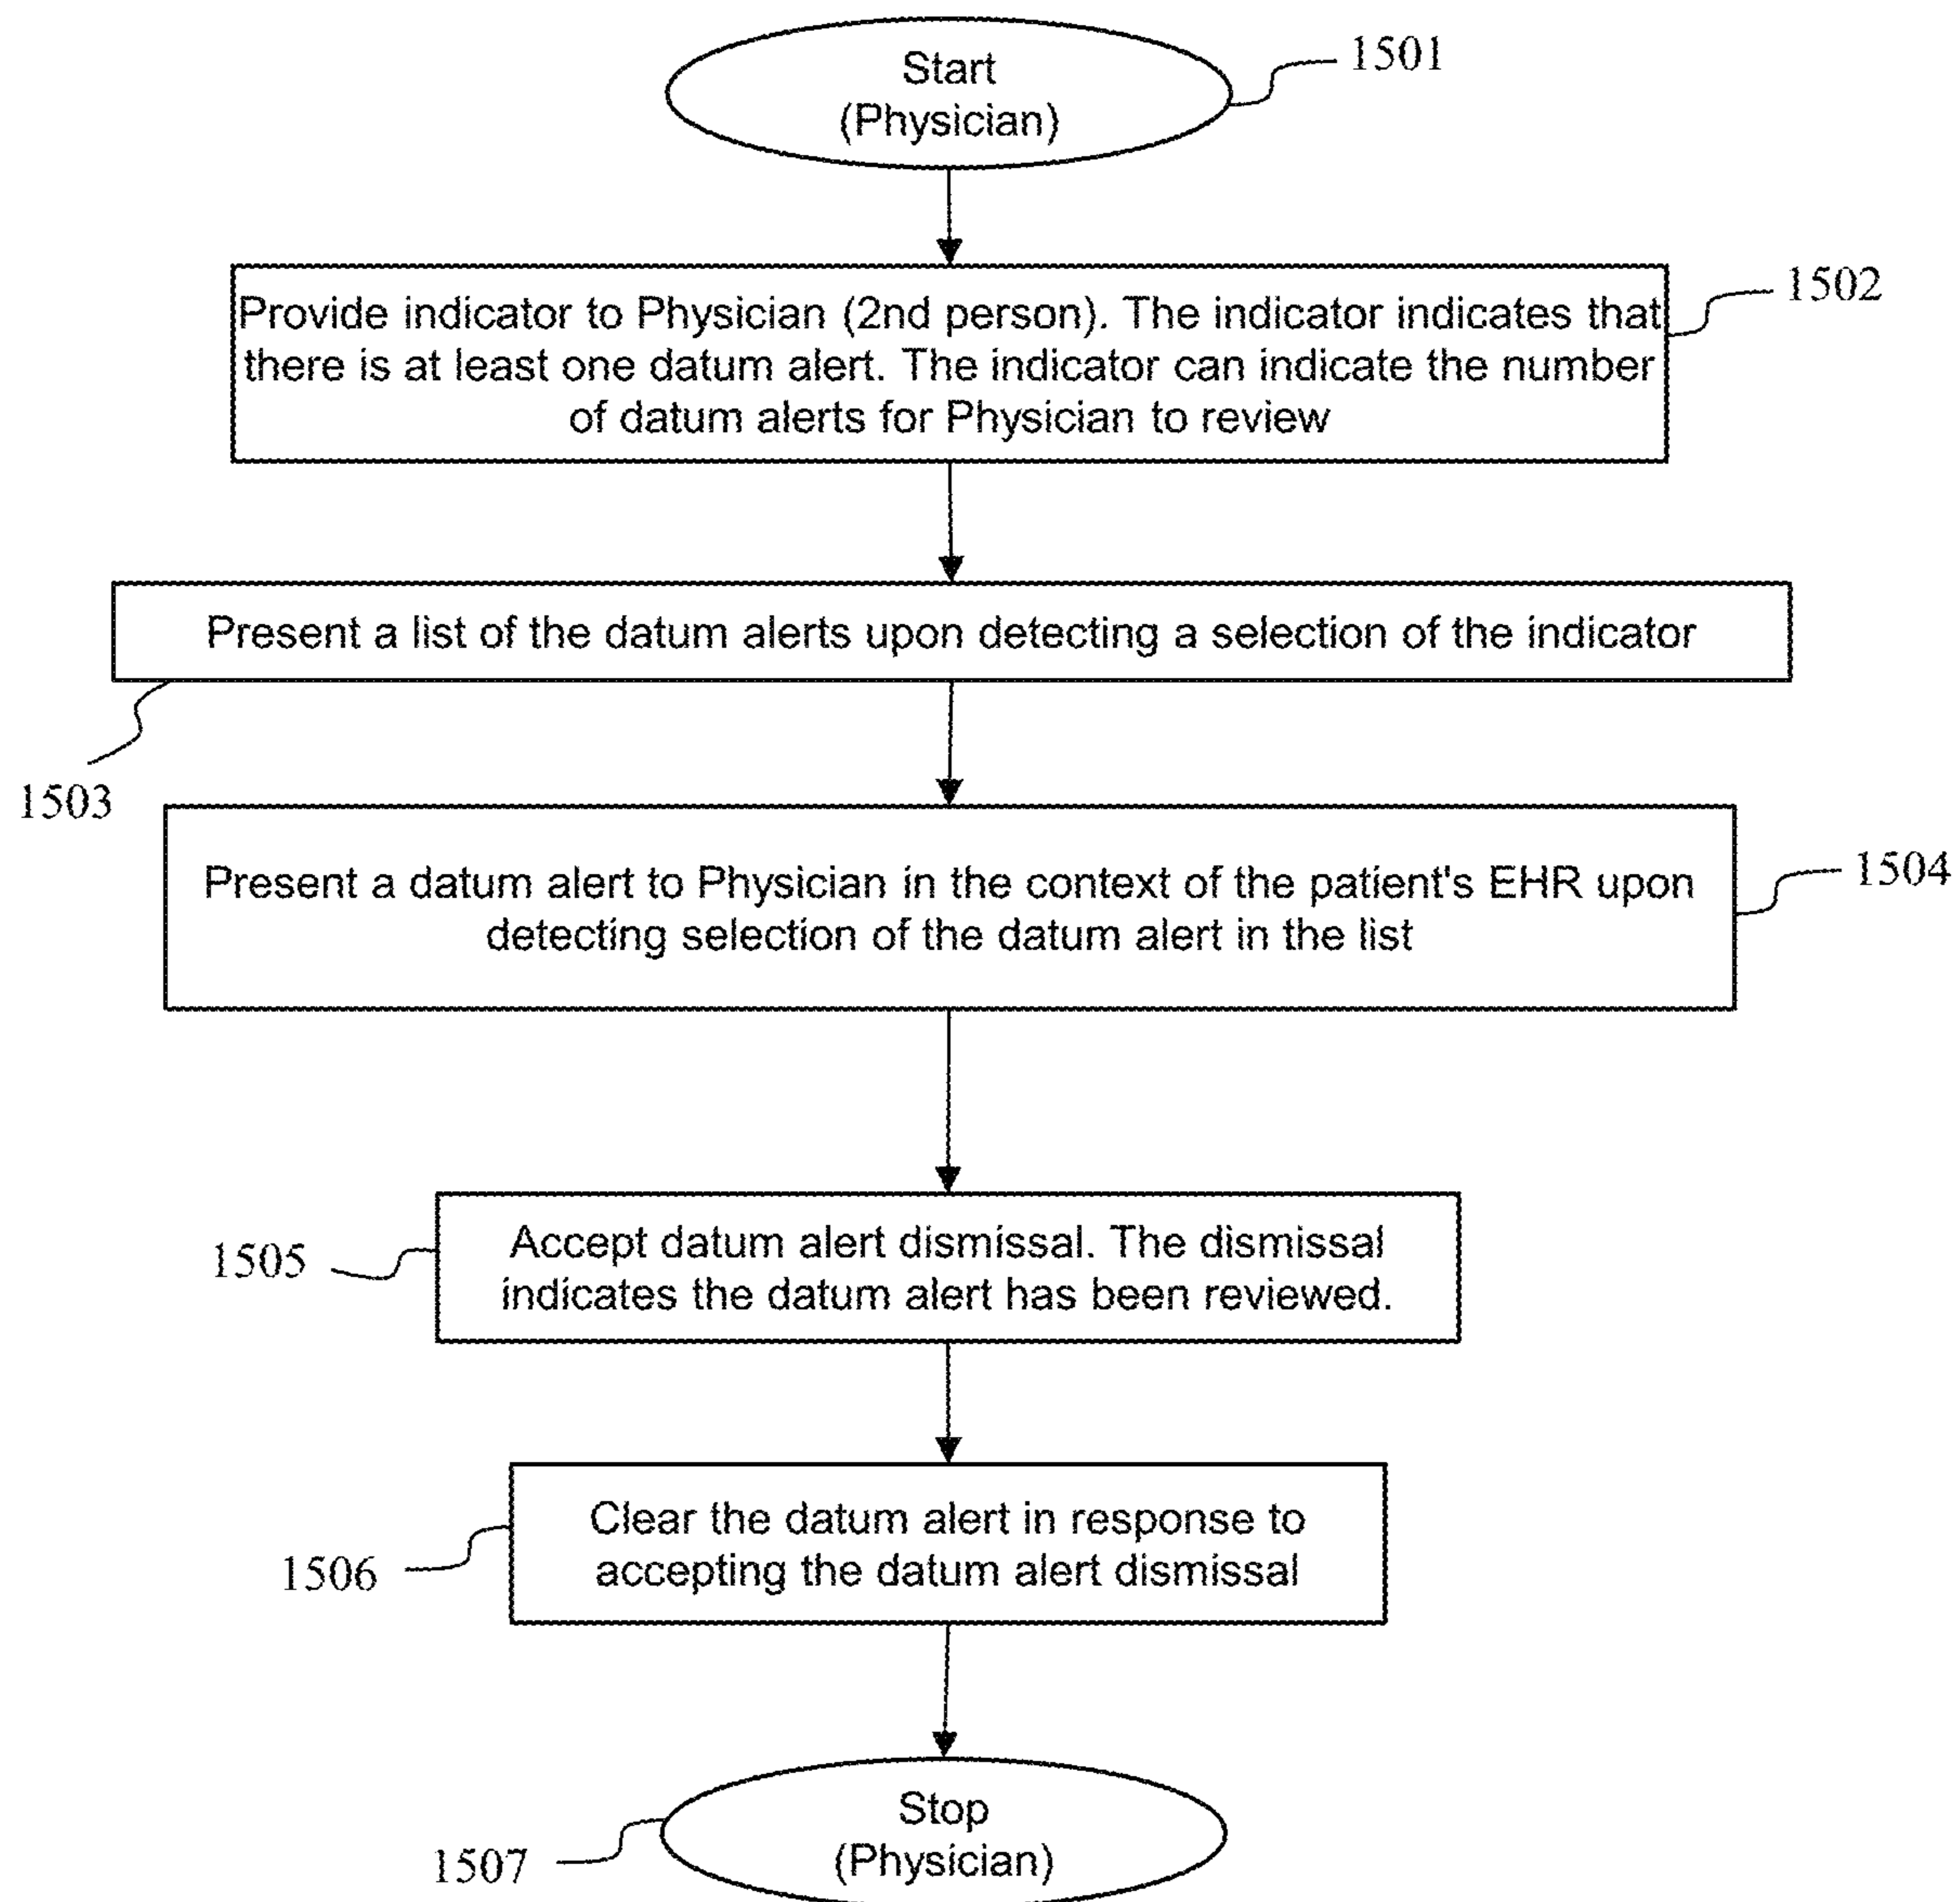 Start
(Physician)
1501
Provide indicator to Physician (2nd person). The indicator indicates that
there is at least one datum alert. The indicator can indicate the number
of datum alerts for Physician to review
1502
Present a list of the datum alerts upon detecting a selection of the indicator
1503
Present a datum alert to Physician in the context of the patient's EHR upon
detecting selection of the datum alert in the list
1504
1505
Accept datum alert dismissal. The dismissal
indicates the datum alert has been reviewed.
1506
Clear the datum alert in response to
accepting the datum alert dismissal
Stop
(Physician)
1507